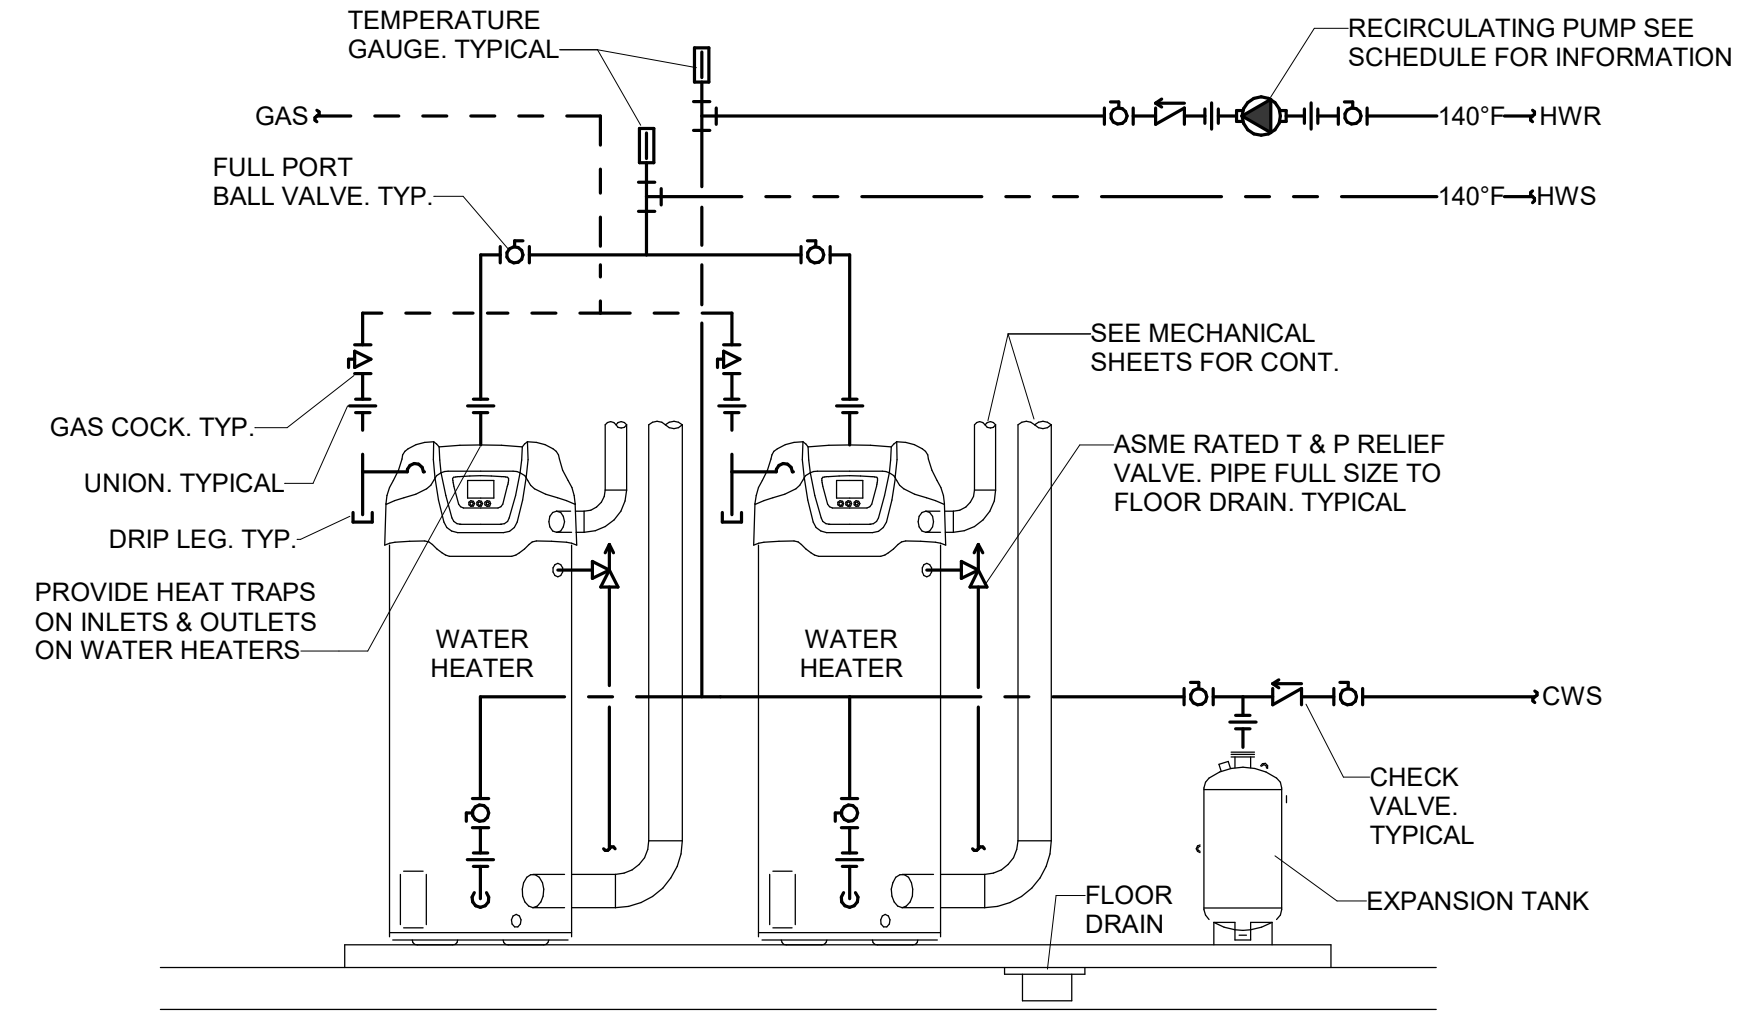 TEMPERATURE
GAUGE. TYPICAL
RECIRCULATING PUMP SEE
SCHEDULE FOR INFORMATION
GAS
140°F
HWR
FULL PORT
BALL VALVE. TYP.
140°F
HWS
SEE MECHANICAL
SHEETS FOR CONT.
GAS COCK. TYP.
ASME RATED T & P RELIEF
VALVE. PIPE FULL SIZE TO
FLOOR DRAIN. TYPICAL
UNION. TYPICAL
DRIP LEG. TYP.
PROVIDE HEAT TRAPS
ON INLETS & OUTLETS
ON WATER HEATERS
WATER
HEATER
WATER
HEATER
CWS
CHECK
VALVE.
TYPICAL
FLOOR
DRAIN
EXPANSION TANK